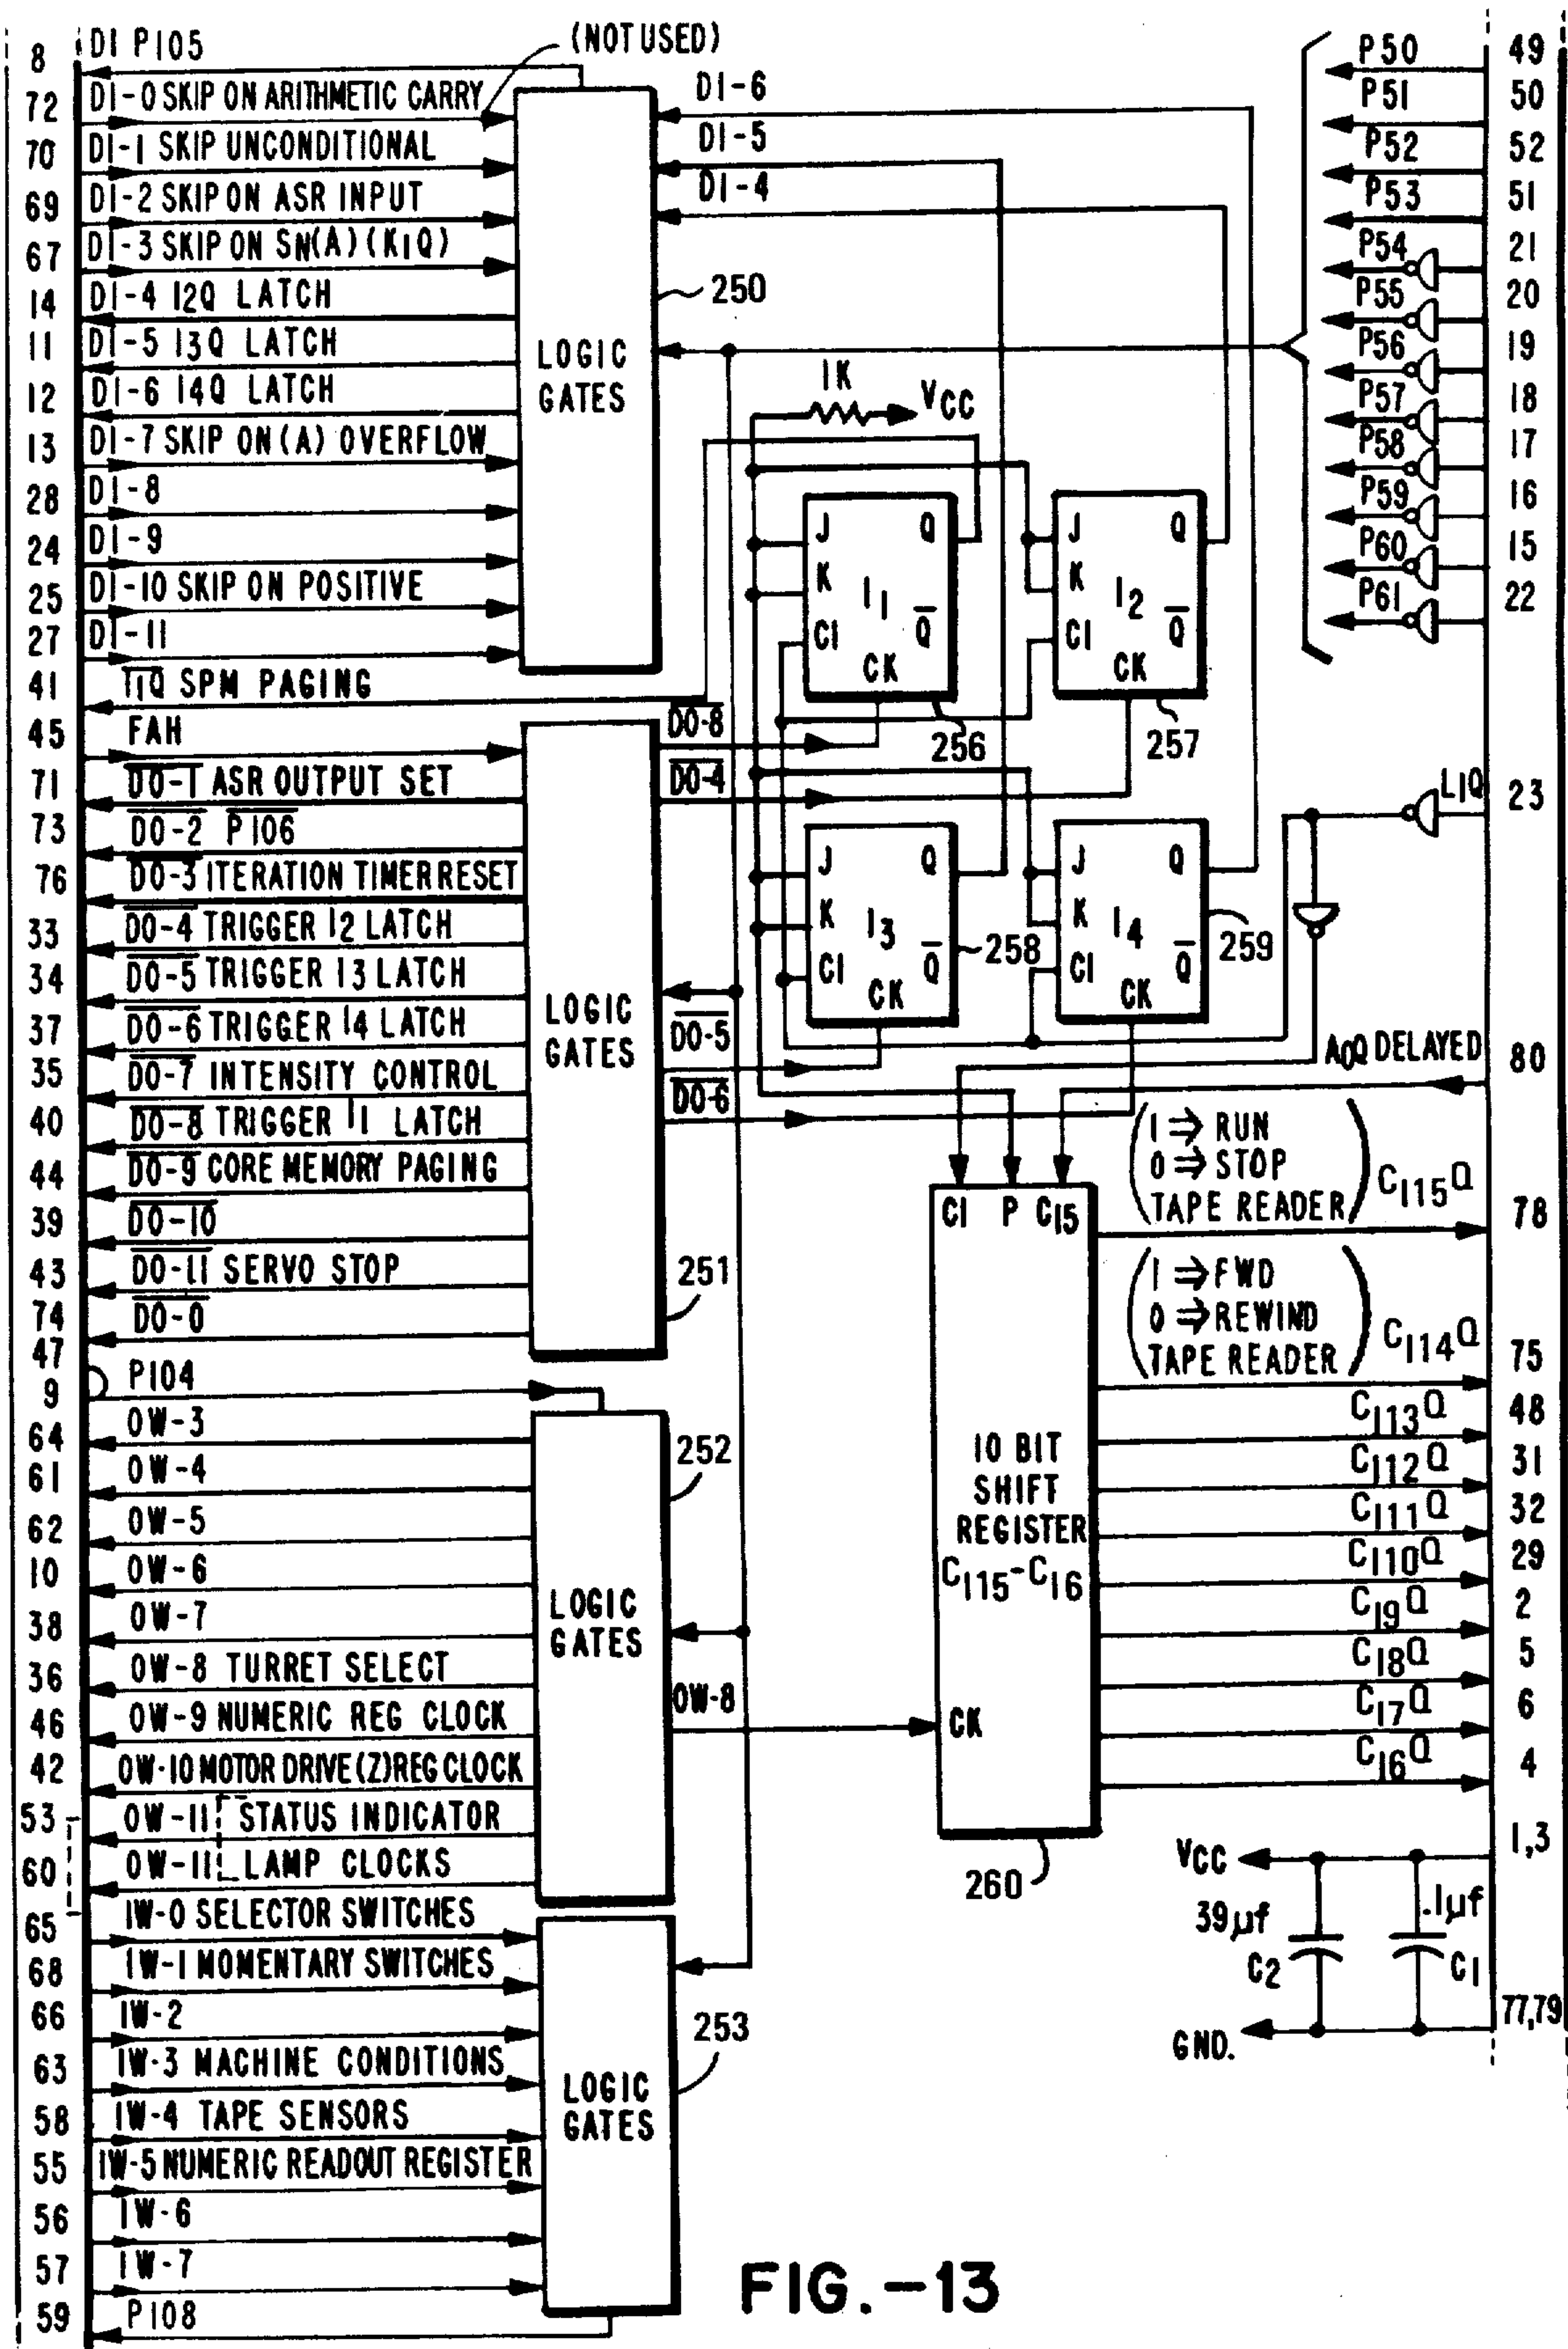 8 DI P105
(NOT USED)
72 DI-0 SKIP ON ARITHMETIC CARRY
70 DI-1 SKIP UNCONDITIONAL
69 DI-2 SKIP ON ASR INPUT
67 DI-3 SKIP ON SN(A)(K1Q)
14 DI-4 I2Q LATCH
11 DI-5 I3Q LATCH
12 DI-6 I4Q LATCH
13 DI-7 SKIP ON (A) OVERFLOW
28 DI-8
24 DI-9
25 DI-10 SKIP ON POSITIVE
27 DI-11
41 I1Q SPM PAGING
45 FAH
71 DO-1 ASR OUTPUT SET
73 DO-2 P106
76 DO-3 ITERATION TIMER RESET
33 DO-4 TRIGGER I2 LATCH
34 DO-5 TRIGGER I3 LATCH
37 DO-6 TRIGGER I4 LATCH
35 DO-7 INTENSITY CONTROL
40 DO-8 TRIGGER I1 LATCH
44 DO-9 CORE MEMORY PAGING
39 DO-10
43 DO-11 SERVO STOP
74 DO-0
47
9 P104
64 OW-3
61 OW-4
62 OW-5
10 OW-6
38 OW-7
36 OW-8 TURRET SELECT
46 OW-9 NUMERIC REG CLOCK
42 OW-10 MOTOR DRIVE (Z) REG CLOCK
53 OW-11 STATUS INDICATOR
60 OW-11 LAMP CLOCKS
65 IW-0 SELECTOR SWITCHES
68 IW-1 MOMENTARY SWITCHES
66 IW-2
63 IW-3 MACHINE CONDITIONS
58 IW-4 TAPE SENSORS
55 IW-5 NUMERIC READOUT REGISTER
56 IW-6
57 IW-7
59 P108
LOGIC
GATES
250
LOGIC
GATES
251
LOGIC
GATES
252
LOGIC
GATES
253
DI-6
DI-5
DI-4
1K
VCC
J Q
K I1
CI Q
CK
256
J Q
K I2
CI Q
CK
257
DO-8
DO-4
J Q
K I3
CI Q
CK
258
J Q
K I4
CI Q
CK
259
DO-5
DO-6
OW-8
P50 49
P51 50
P52 52
P53 51
P54 21
P55 20
P56 19
P57 18
P58 17
P59 16
P60 15
P61 22
L1Q 23
A0Q DELAYED 80
CI P C15
10 BIT
SHIFT
REGISTER
C115-C16
CK
260
(1 ⇒ RUN
0 ⇒ STOP
TAPE READER) C115Q 78
(1 ⇒ FWD
0 ⇒ REWIND
TAPE READER) C114Q 75
C113Q 48
C112Q 31
C111Q 32
C110Q 29
C19Q 2
C18Q 5
C17Q 6
C16Q 4
VCC 1,3
39µf .1µf
C2 C1
GND. 77,79
FIG.-13